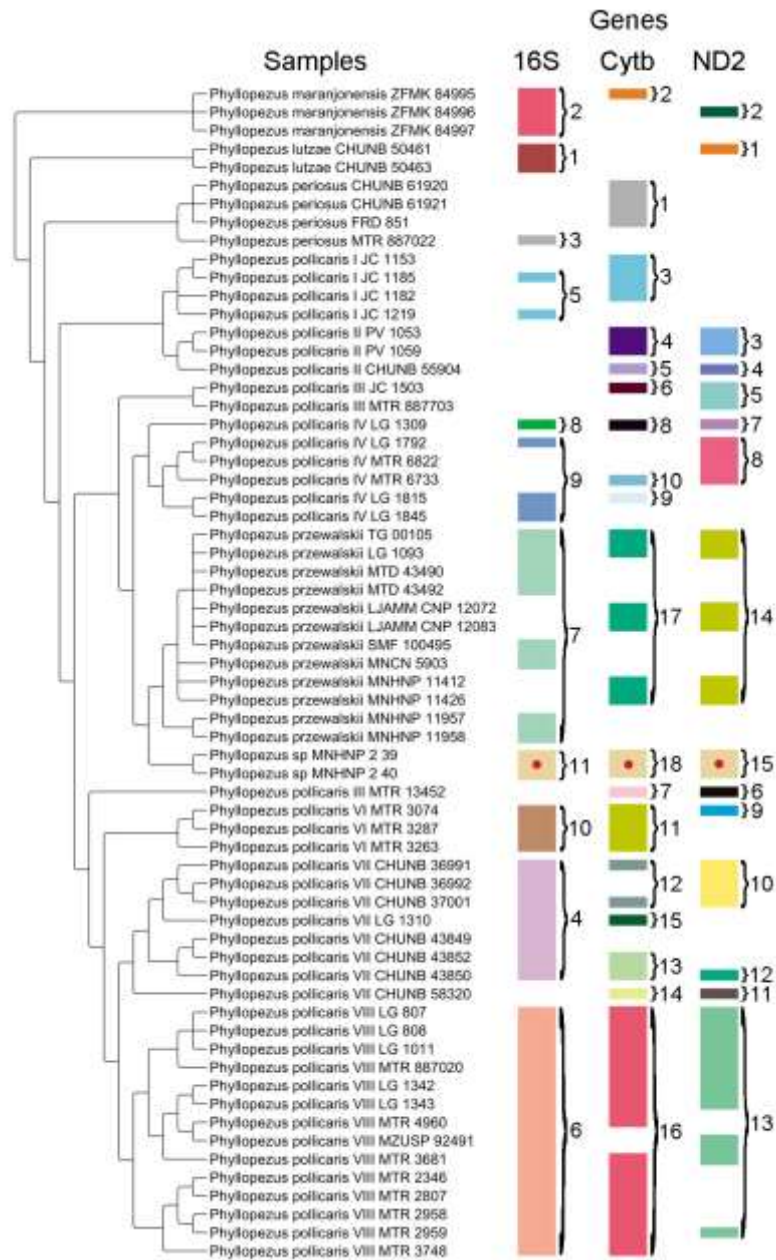 Genes
Samples 16S Cytb ND2
Phyllopezus maranjonensis ZFMK 84995 2
Phyllopezus maranjonensis ZFMK 84996 2 2
Phyllopezus maranjonensis ZFMK 84997
Phyllopezus lutzae CHUNB 50461 1
Phyllopezus lutzae CHUNB 50463 1
Phyllopezus periosus CHUNB 61920
Phyllopezus periosus CHUNB 61921 1
Phyllopezus periosus FRD 851
Phyllopezus periosus MTR 887022 3
Phyllopezus pollicaris I JC 1153
Phyllopezus pollicaris I JC 1185 3
Phyllopezus pollicaris I JC 1182 5
Phyllopezus pollicaris I JC 1219
Phyllopezus pollicaris II PV 1053 4 3
Phyllopezus pollicaris II PV 1059
Phyllopezus pollicaris II CHUNB 55904 5 4
Phyllopezus pollicaris III JC 1503 6 5
Phyllopezus pollicaris III MTR 887703
Phyllopezus pollicaris IV LG 1309 8 8 7
Phyllopezus pollicaris IV LG 1792 8
Phyllopezus pollicaris IV MTR 6822
Phyllopezus pollicaris IV MTR 6733 9 10
Phyllopezus pollicaris IV LG 1815 9
Phyllopezus pollicaris IV LG 1845
Phyllopezus przewalskii TG 00105
Phyllopezus przewalskii LG 1093
Phyllopezus przewalskii MTD 43490
Phyllopezus przewalskii MTD 43492
Phyllopezus przewalskii LJAMM CNP 12072 17 14
Phyllopezus przewalskii LJAMM CNP 12083 7
Phyllopezus przewalskii SMF 100495
Phyllopezus przewalskii MNCN 5903
Phyllopezus przewalskii MNHNP 11412
Phyllopezus przewalskii MNHNP 11426
Phyllopezus przewalskii MNHNP 11957
Phyllopezus przewalskii MNHNP 11958
Phyllopezus sp MNHNP 2 39 11 18 15
Phyllopezus sp MNHNP 2 40
Phyllopezus pollicaris III MTR 13452 7 6
Phyllopezus pollicaris VI MTR 3074 9
Phyllopezus pollicaris VI MTR 3287 10 11
Phyllopezus pollicaris VI MTR 3263
Phyllopezus pollicaris VII CHUNB 36991
Phyllopezus pollicaris VII CHUNB 36992 12 10
Phyllopezus pollicaris VII CHUNB 37001
Phyllopezus pollicaris VII LG 1310 4 15
Phyllopezus pollicaris VII CHUNB 43849
Phyllopezus pollicaris VII CHUNB 43852 13
Phyllopezus pollicaris VII CHUNB 43850 12
Phyllopezus pollicaris VII CHUNB 58320 14 11
Phyllopezus pollicaris VIII LG 807
Phyllopezus pollicaris VIII LG 808
Phyllopezus pollicaris VIII LG 1011
Phyllopezus pollicaris VIII MTR 887020
Phyllopezus pollicaris VIII LG 1342
Phyllopezus pollicaris VIII LG 1343
Phyllopezus pollicaris VIII MTR 4960 6 16 13
Phyllopezus pollicaris VIII MZUSP 92491
Phyllopezus pollicaris VIII MTR 3681
Phyllopezus pollicaris VIII MTR 2346
Phyllopezus pollicaris VIII MTR 2807
Phyllopezus pollicaris VIII MTR 2958
Phyllopezus pollicaris VIII MTR 2959
Phyllopezus pollicaris VIII MTR 3748